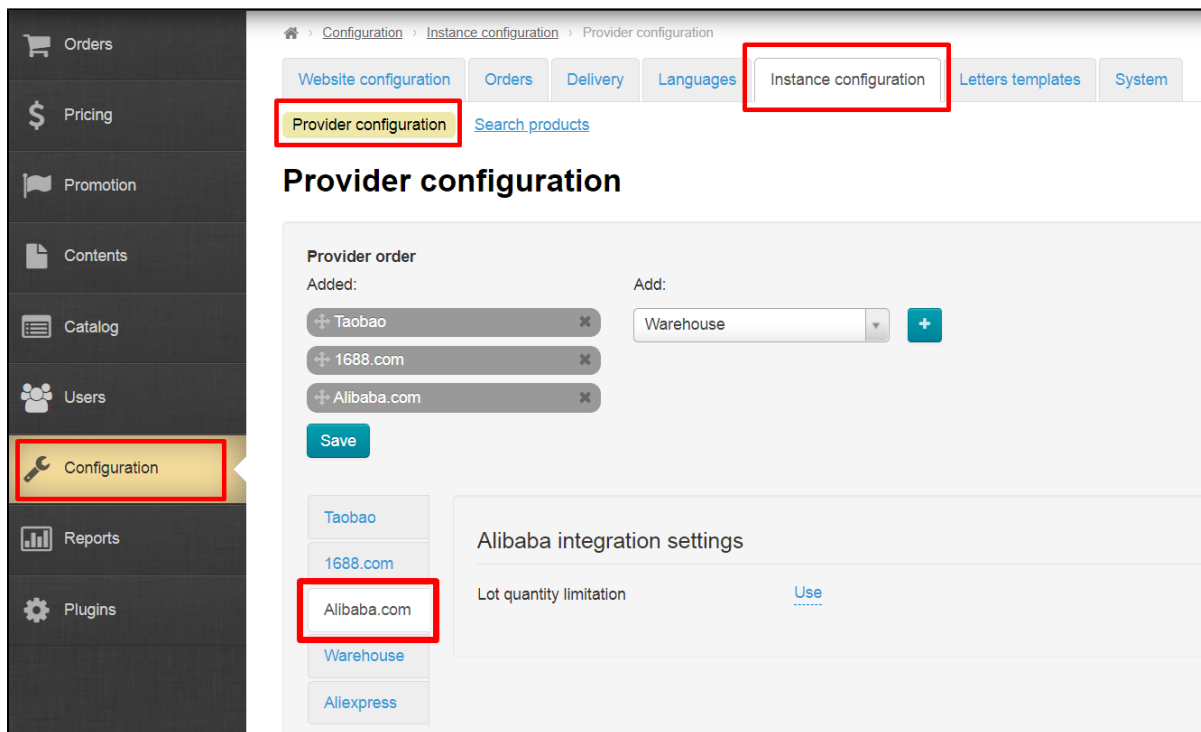 Orders
Pricing
Promotion
Contents
Catalog
Users
Configuration
Reports
Plugins
Configuration › Instance configuration › Provider configuration
Website configuration Orders Delivery Languages Instance configuration Letters templates System
Provider configuration Search products
Provider configuration
Provider order
Added: Add:
Taobao Warehouse +
1688.com
Alibaba.com
Save
Taobao
1688.com
Alibaba.com
Warehouse
Aliexpress
Alibaba integration settings
Lot quantity limitation Use